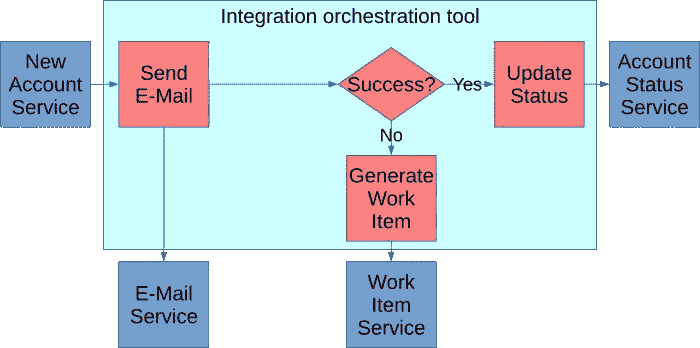 Integration orchestration tool
New
Account
Service
Send
E-Mail
Success?
Yes
Update
Status
Account
Status
Service
No
Generate
Work
Item
E-Mail
Service
Work
Item
Service